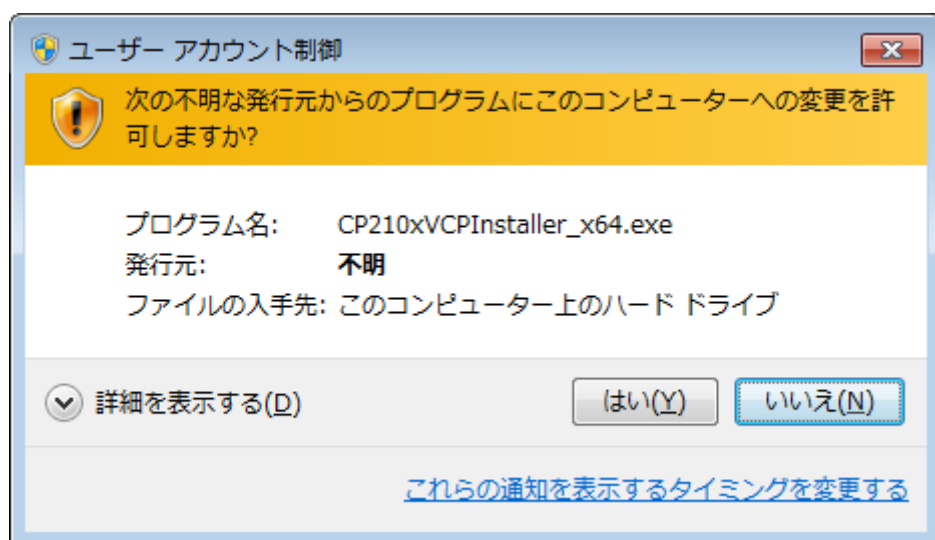 ユーザー アカウント制御
次の不明な発行元からのプログラムにこのコンピューターへの変更を許
可しますか?
プログラム名: CP210xVCPInstaller_x64.exe
発行元: 不明
ファイルの入手先: このコンピューター上のハード ドライブ
詳細を表示する(D) はい(Y) いいえ(N)
これらの通知を表示するタイミングを変更する